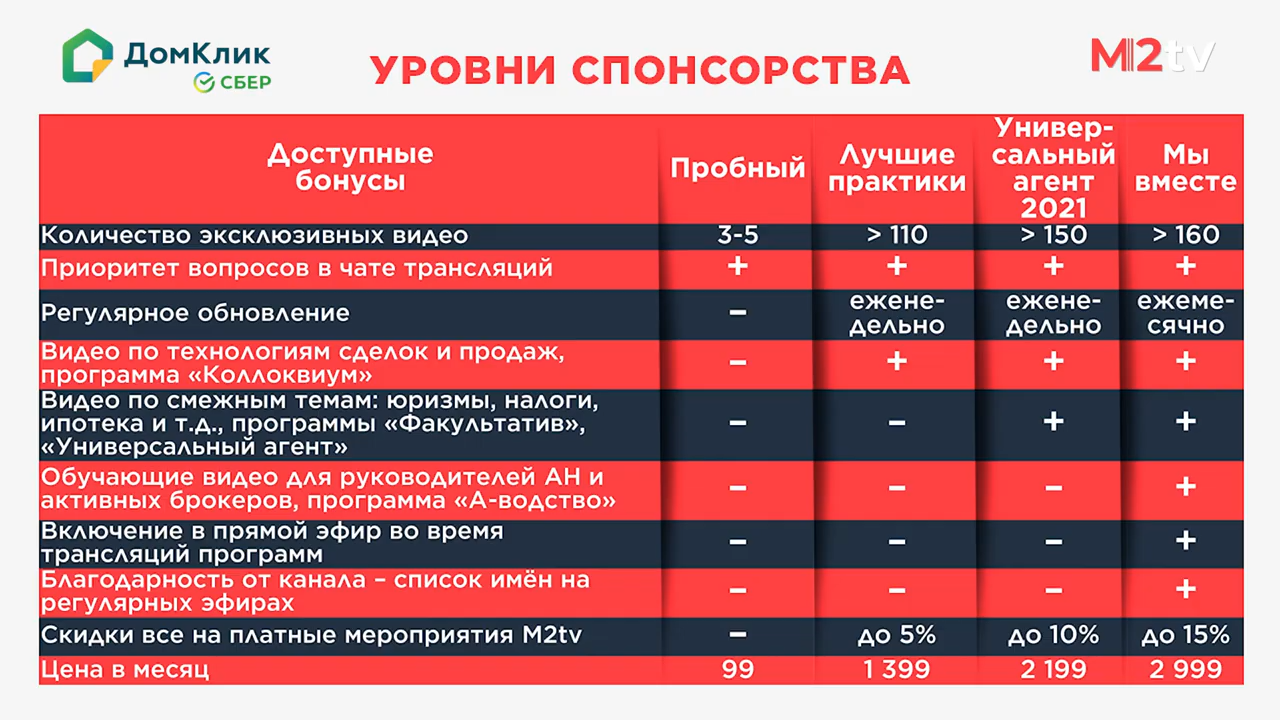 ДомКлик
СБЕР
УРОВНИ СПОНСОРСТВА
M2tv
Доступные
бонусы
Пробный
Лучшие
практики
Универ-
сальный
агент
2021
Мы
вместе
Количество эксклюзивных видео 3-5 > 110 > 150 > 160
Приоритет вопросов в чате трансляций + + + +
Регулярное обновление – ежене-
дельно ежене-
дельно ежеме-
сячно
Видео по технологиям сделок и продаж,
программа «Коллоквиум» – + + +
Видео по смежным темам: юризмы, налоги,
ипотека и т.д., программы «Факультатив»,
«Универсальный агент» – – + +
Обучающие видео для руководителей АН и
активных брокеров, программа «А-водство» – – – +
Включение в прямой эфир во время
трансляций программ – – – +
Благодарность от канала – список имён на
регулярных эфирах – – – +
Скидки все на платные мероприятия M2tv – до 5% до 10% до 15%
Цена в месяц 99 1 399 2 199 2 999